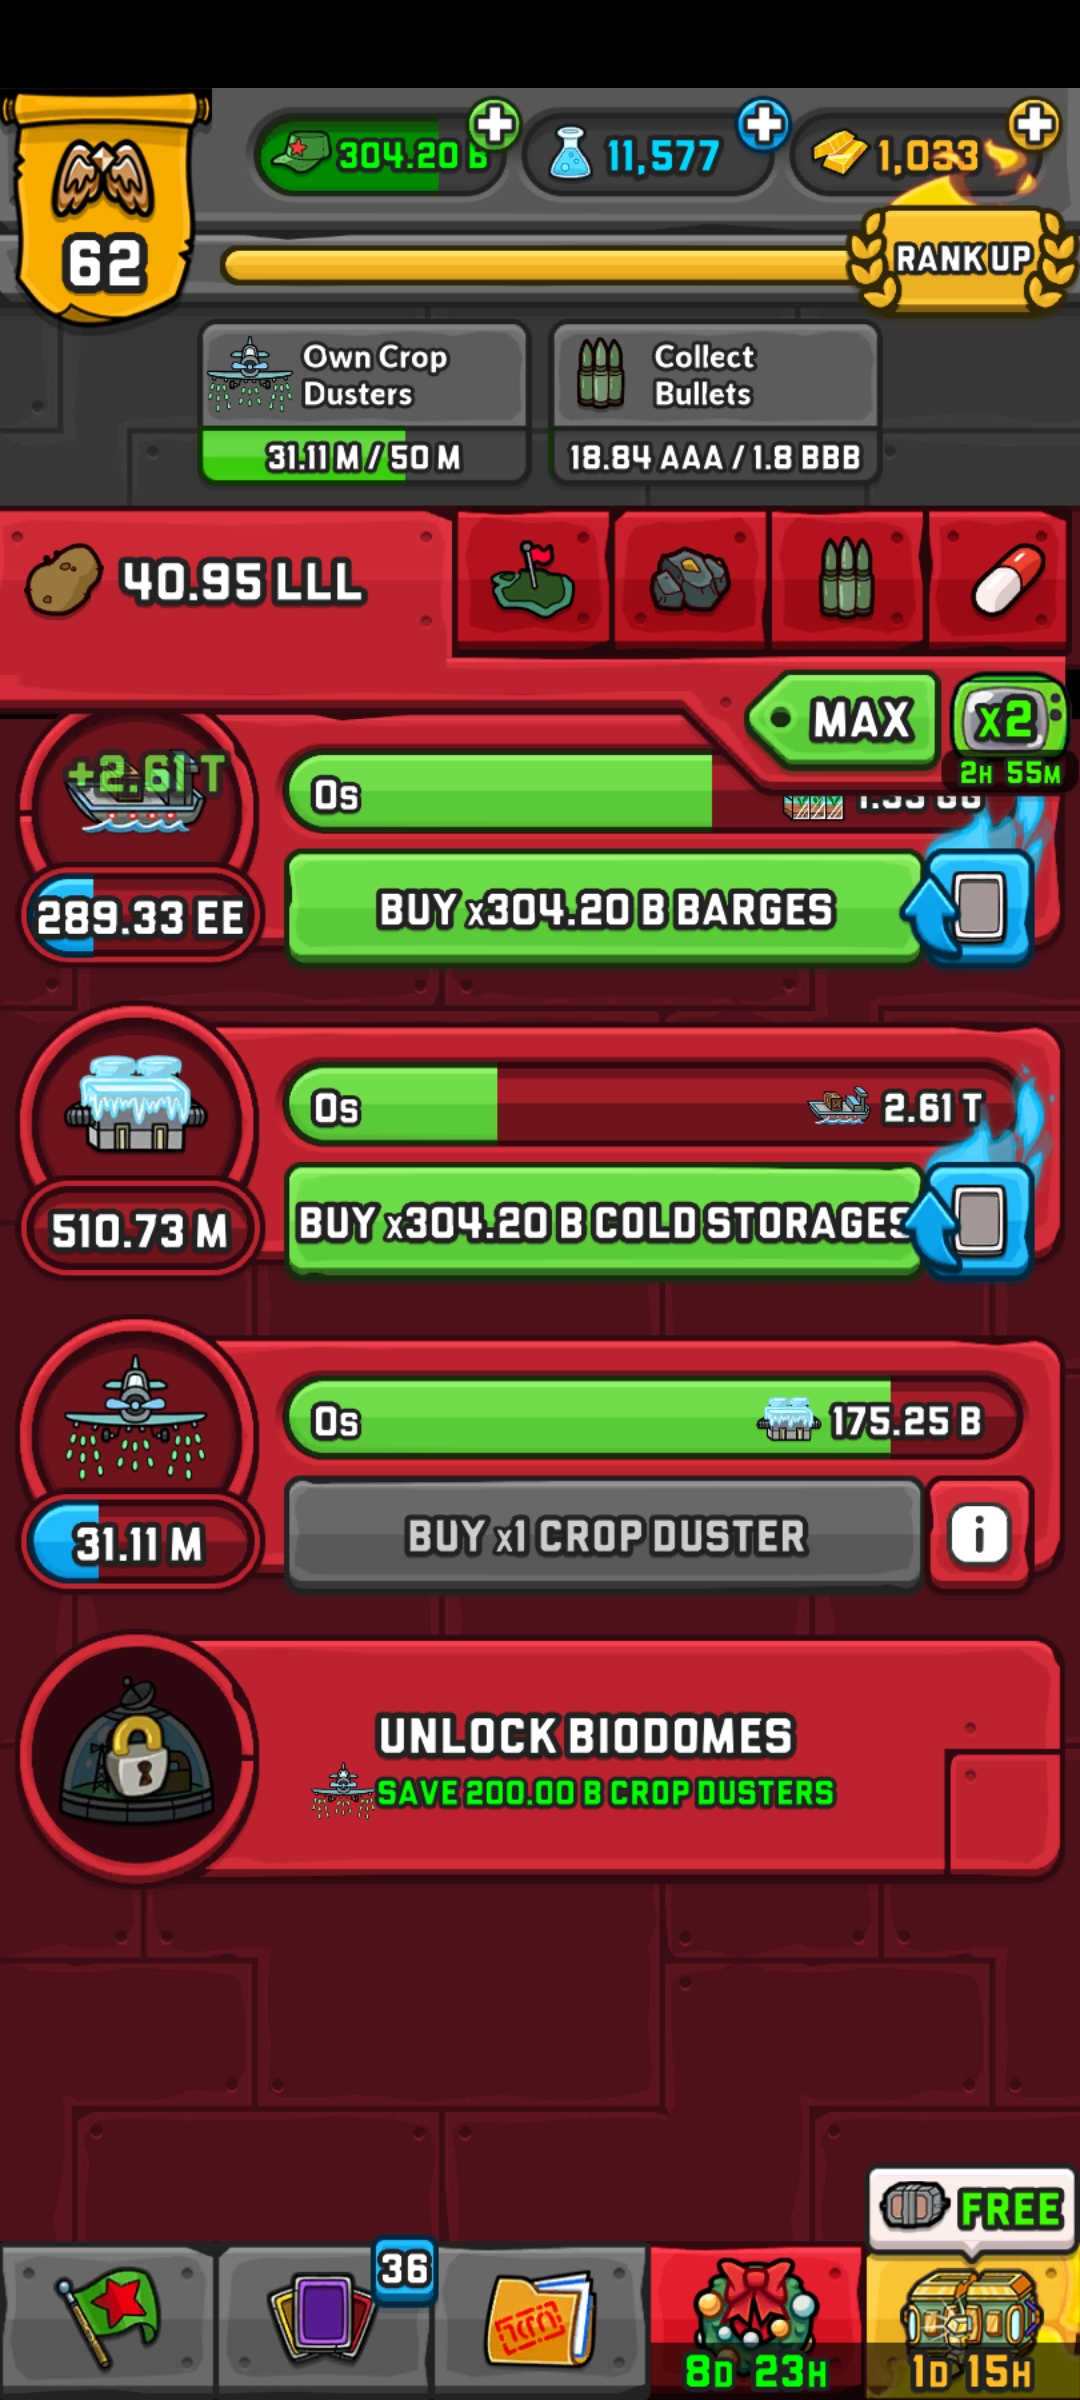 304.20 B
11,577
1,033
62
RANK UP
Own Crop
Dusters
31.11 M / 50 M
Collect
Bullets
18.84 AAA / 1.8 BBB
40.95 LLL
MAX
x2
2H 55M
+2.61 T
0s
289.33 EE
BUY x304.20 B BARGES
0s
2.61 T
510.73 M
BUY x304.20 B COLD STORAGES
0s
175.25 B
31.11 M
BUY x1 CROP DUSTER
i
UNLOCK BIODOMES
SAVE 200.00 B CROP DUSTERS
FREE
36
8D 23H
1D 15H